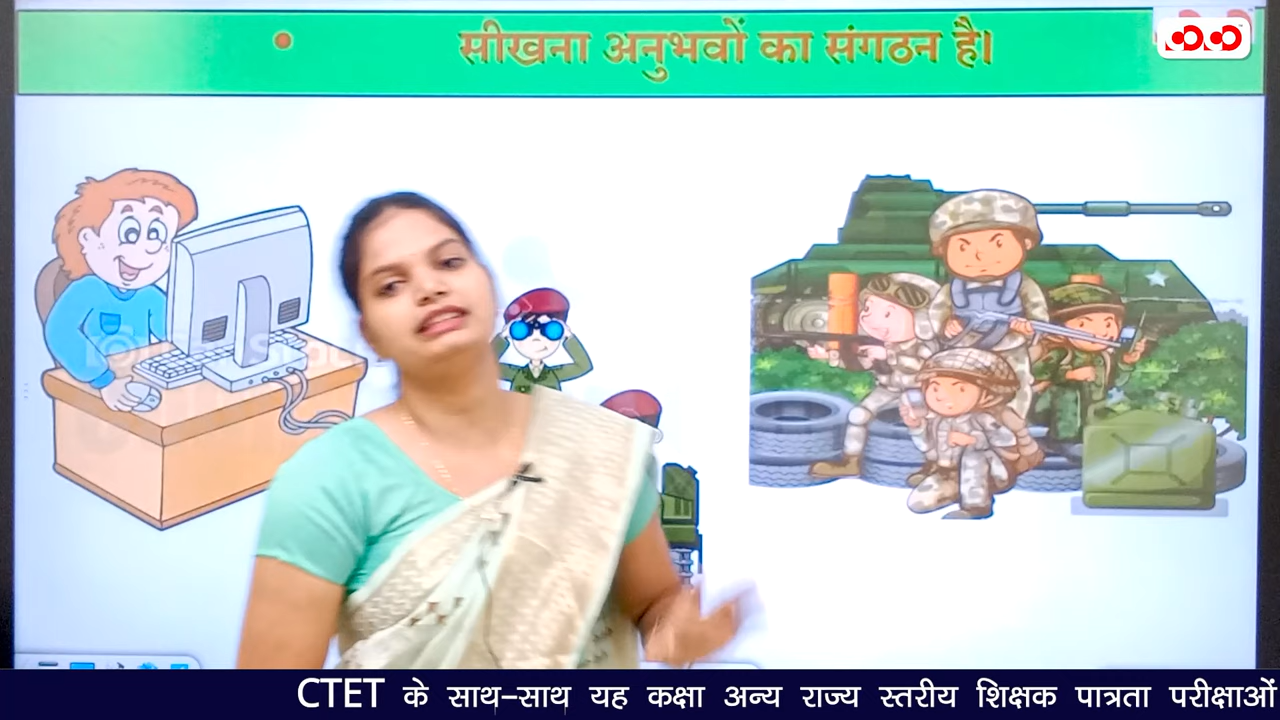 • सीखना अनुभवों का संगठन है।
CTET के साथ-साथ यह कक्षा अन्य राज्य स्तरीय शिक्षक पात्रता परीक्षाओं